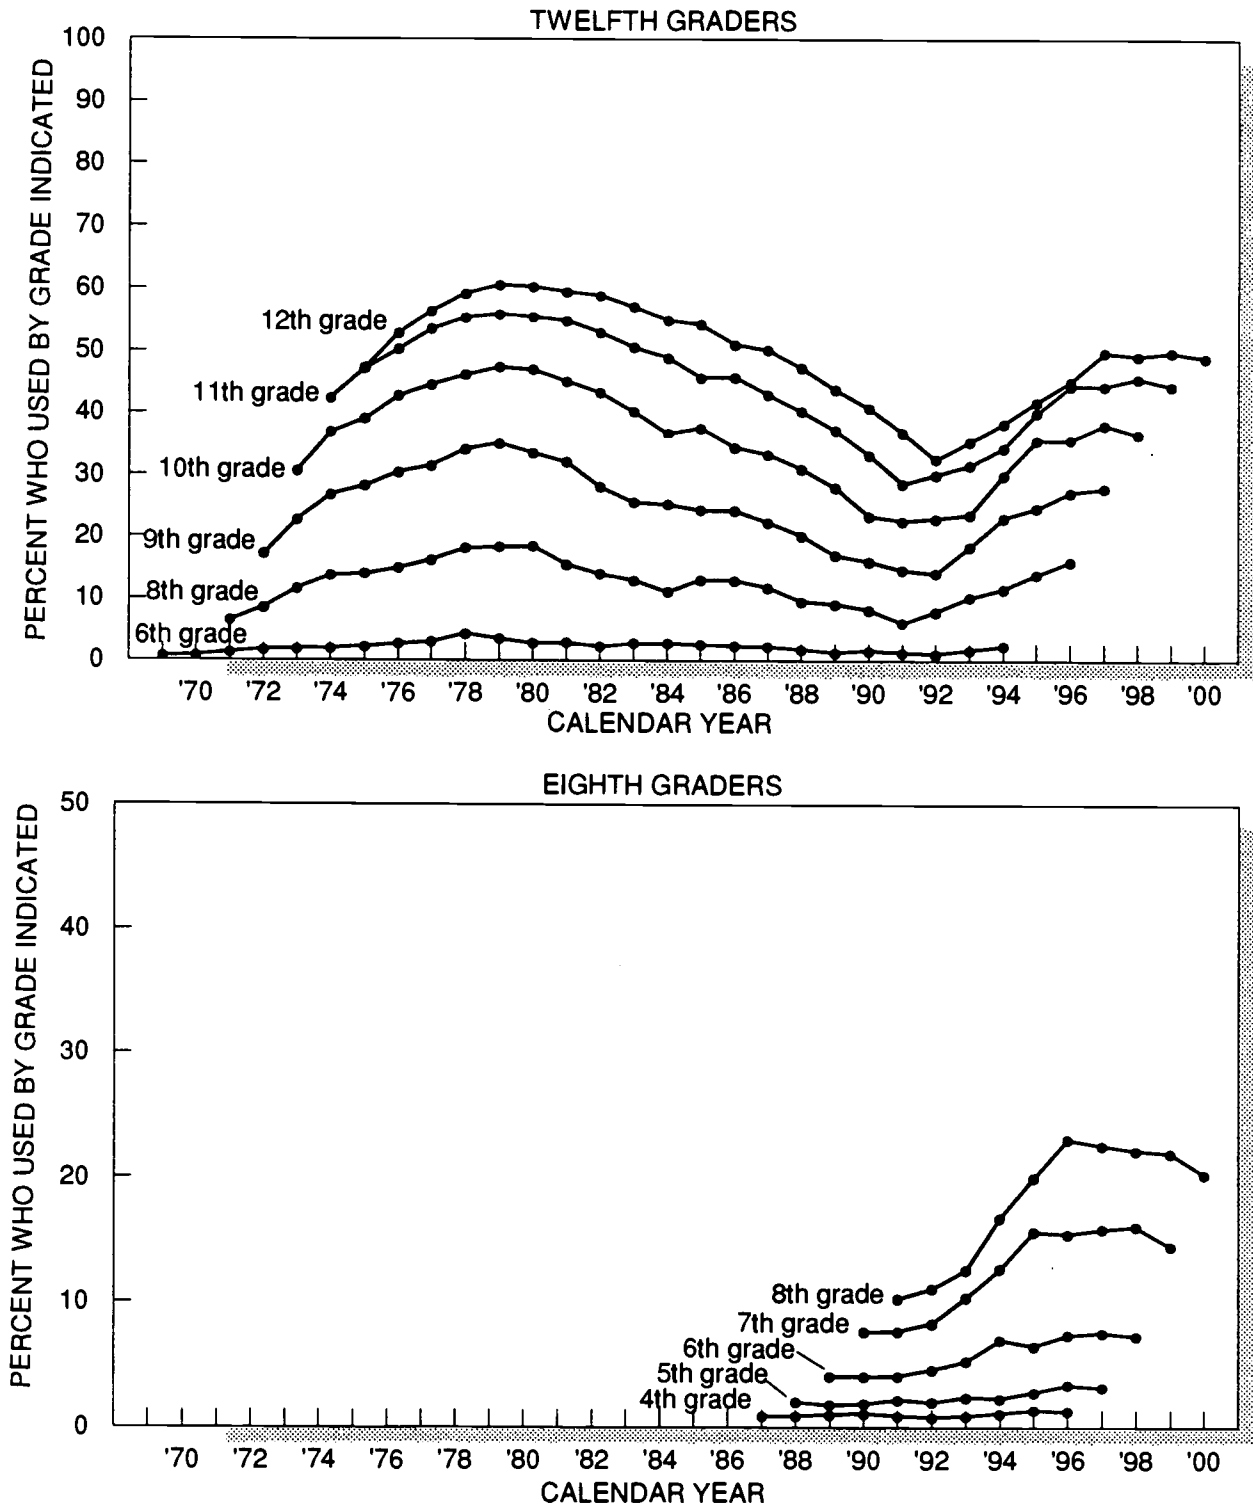 TWELFTH GRADERS
PERCENT WHO USED BY GRADE INDICATED
100
90
80
70
60
50
40
30
20
10
0
12th grade
11th grade
10th grade
9th grade
8th grade
6th grade
'70 '72 '74 '76 '78 '80 '82 '84 '86 '88 '90 '92 '94 '96 '98 '00
CALENDAR YEAR
EIGHTH GRADERS
PERCENT WHO USED BY GRADE INDICATED
50
40
30
20
10
0
8th grade
7th grade
6th grade
5th grade
4th grade
'70 '72 '74 '76 '78 '80 '82 '84 '86 '88 '90 '92 '94 '96 '98 '00
CALENDAR YEAR